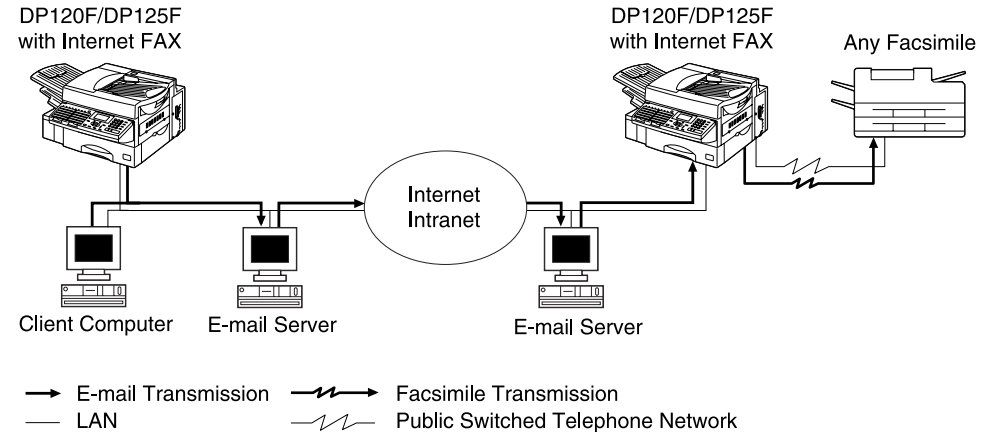 DP120F/DP125F
with Internet FAX
DP120F/DP125F
with Internet FAX
Any Facsimile
Internet
Intranet
Client Computer
E-mail Server
E-mail Server
E-mail Transmission
Facsimile Transmission
LAN
Public Switched Telephone Network